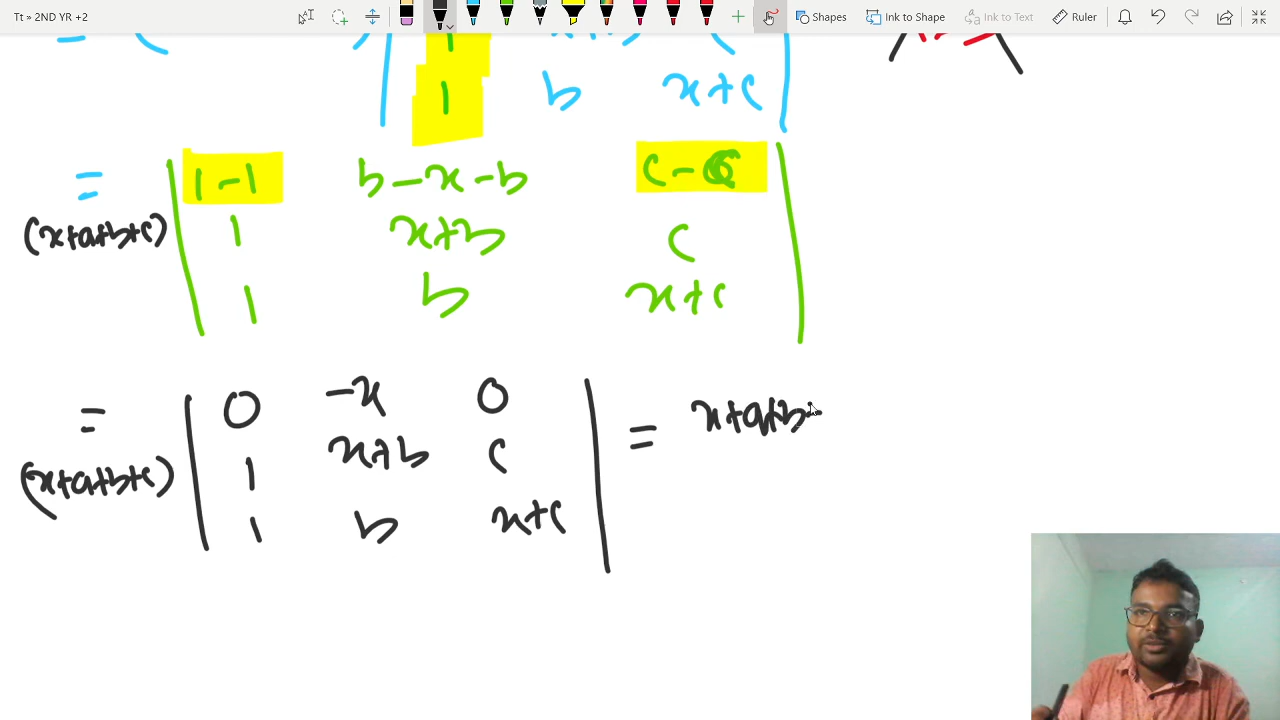 Tt » 2ND YR +2
Shapes
Ink to Shape
Ink to Text
Ruler
= (
1 b x+c
= | 1-1 b-x-b c- |
(x+a+b+c) 1 x+b c
1 b x+c
= | 0 -x 0 | = x+a+b
(x+a+b+c) 1 x+b c
1 b x+c